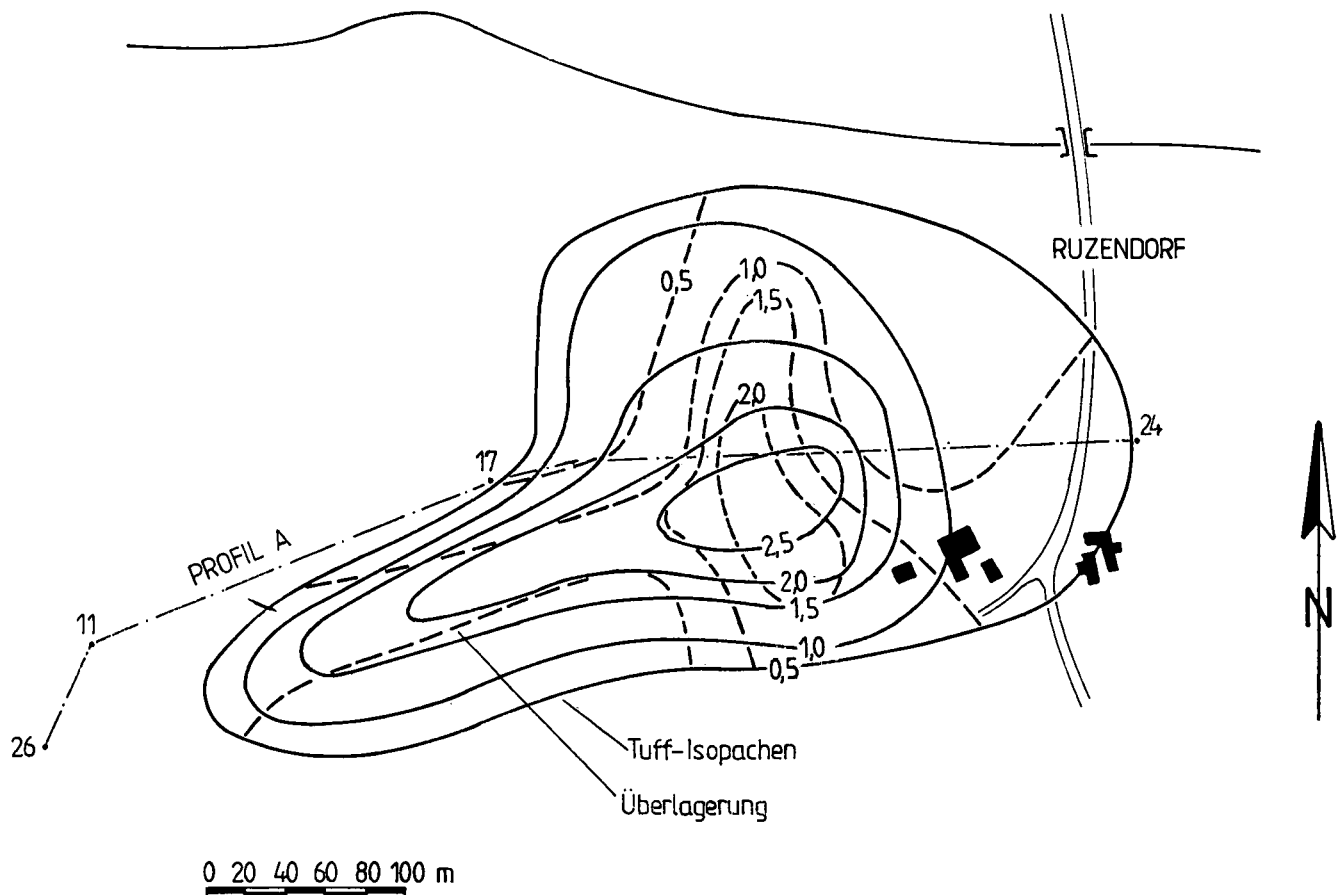 RUZENDORF
0,5
1,0
1,5
2,0
24
17
PROFIL A
2,5
2,0
1,5
N
11
1,0
0,5
26
Tuff-Isopachen
Überlagerung
0 20 40 60 80 100 m